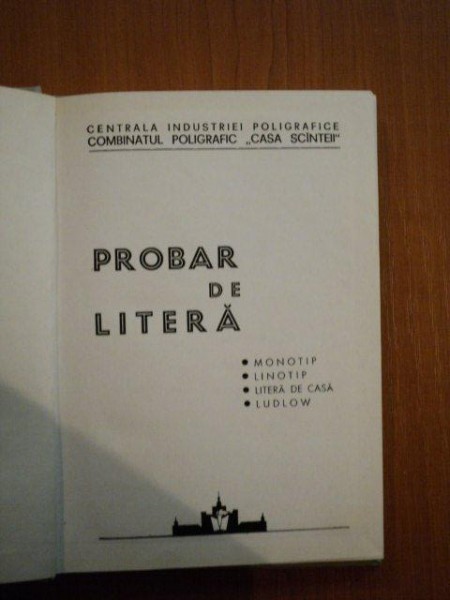 CENTRALA INDUSTRIEI POLIGRAFICE
COMBINATUL POLIGRAFIC „CASA SCÎNTEII"
PROBAR
DE
LITERĂ
• MONOTIP
• LINOTIP
• LITERĂ DE CASĂ
• LUDLOW